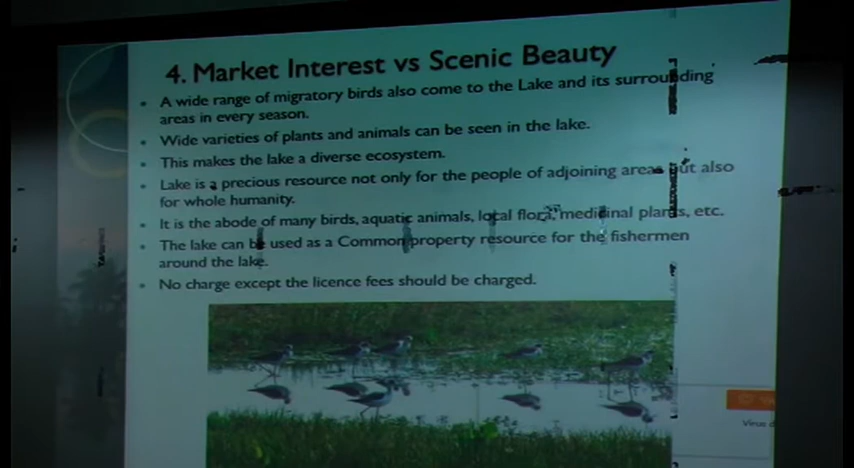 4. Market Interest vs Scenic Beauty
• A wide range of migratory birds also come to the Lake and its surrounding
areas in every season.
• Wide varieties of plants and animals can be seen in the lake.
• This makes the lake a diverse ecosystem.
• Lake is a precious resource not only for the people of adjoining areas but also
for whole humanity.
• It is the abode of many birds, aquatic animals, local flora, medicinal plants, etc.
• The lake can be used as a Common property resource for the fishermen
around the lake.
• No charge except the licence fees should be charged.
Virus